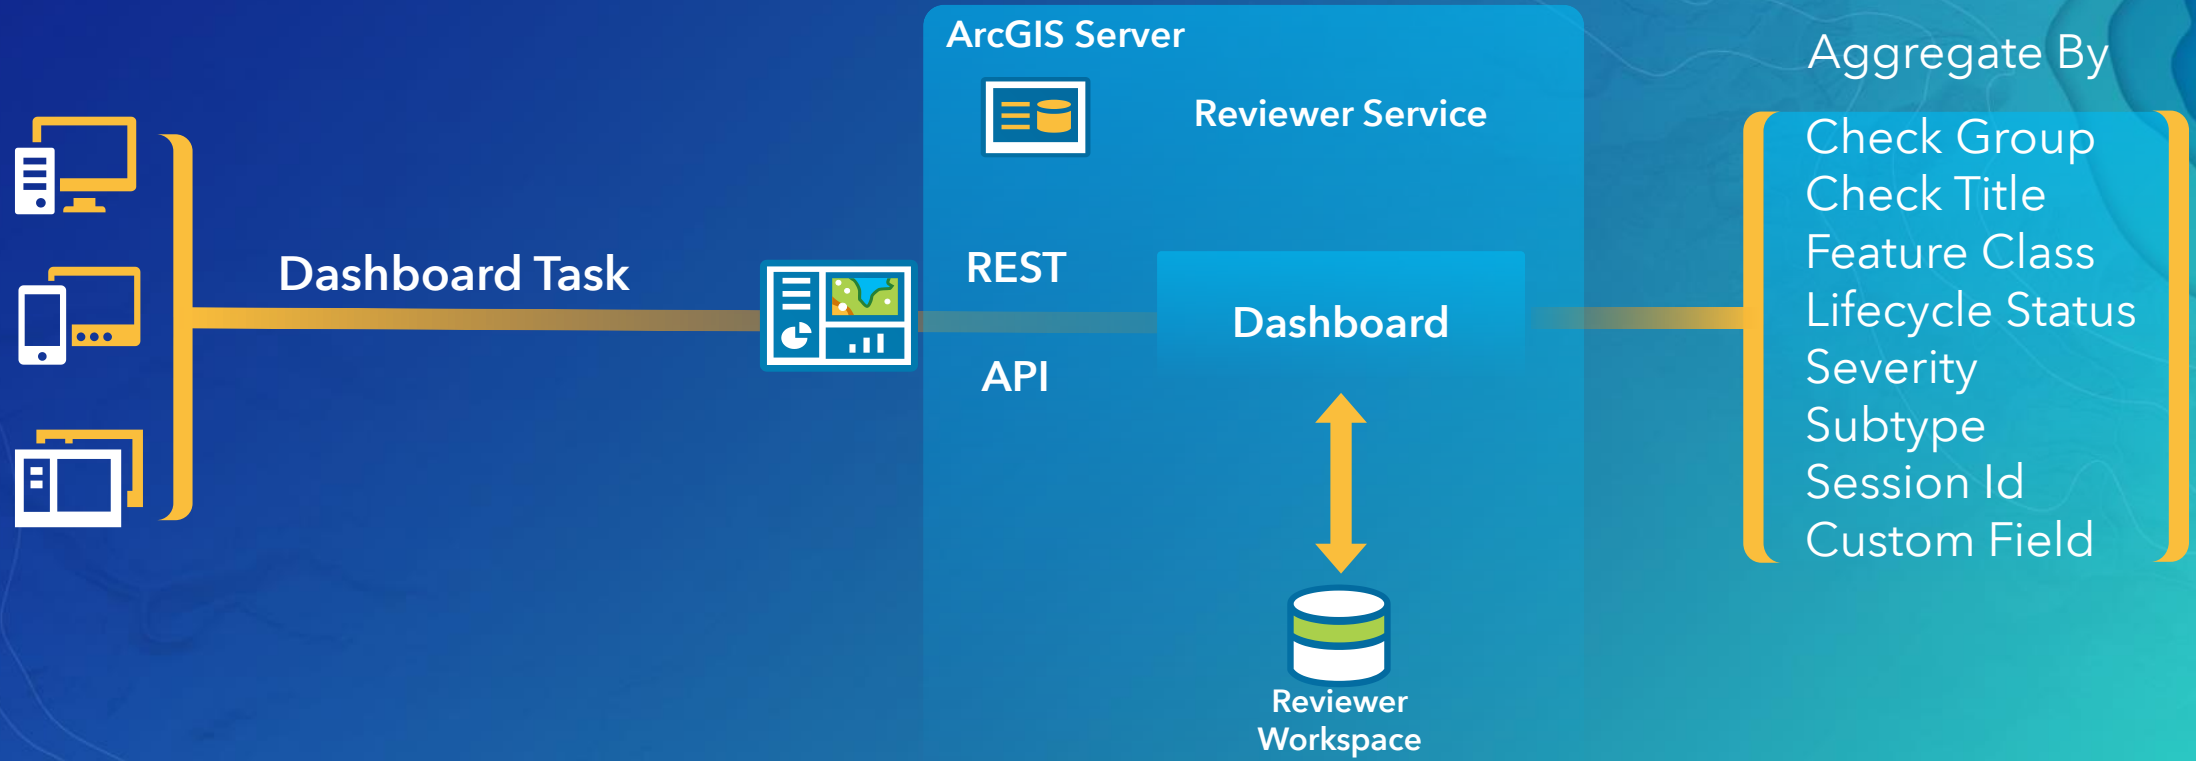 ArcGIS Server
Reviewer Service
Dashboard Task
REST
API
Dashboard
Reviewer
Workspace
Aggregate By
Check Group
Check Title
Feature Class
Lifecycle Status
Severity
Subtype
Session Id
Custom Field